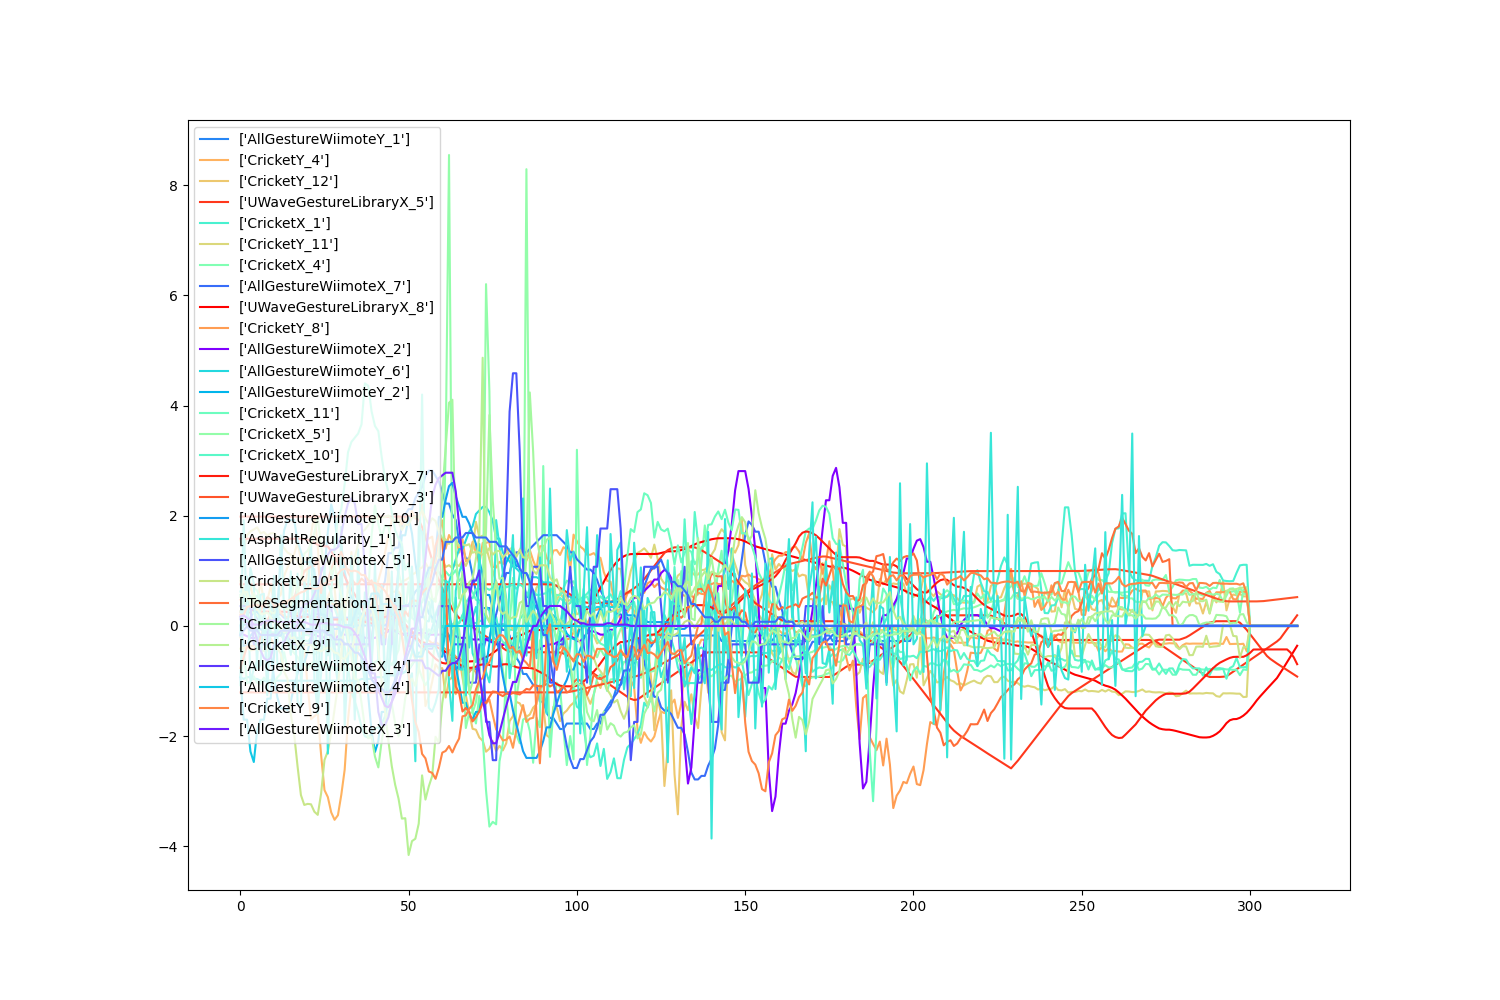 ['AllGestureWiimoteY_1']
['CricketY_4']
['CricketY_12']
['UWaveGestureLibraryX_5']
['CricketX_1']
['CricketY_11']
['CricketX_4']
['AllGestureWiimoteX_7']
['UWaveGestureLibraryX_8']
['CricketY_8']
['AllGestureWiimoteX_2']
['AllGestureWiimoteY_6']
['AllGestureWiimoteY_2']
['CricketX_11']
['CricketX_5']
['CricketX_10']
['UWaveGestureLibraryX_7']
['UWaveGestureLibraryX_3']
['AllGestureWiimoteY_10']
['AsphaltRegularity_1']
['AllGestureWiimoteX_5']
['CricketY_10']
['ToeSegmentation1_1']
['CricketX_7']
['CricketX_9']
['AllGestureWiimoteX_4']
['AllGestureWiimoteY_4']
['CricketY_9']
['AllGestureWiimoteX_3']
8
6
4
2
0
−2
−4
0 50 100 150 200 250 300